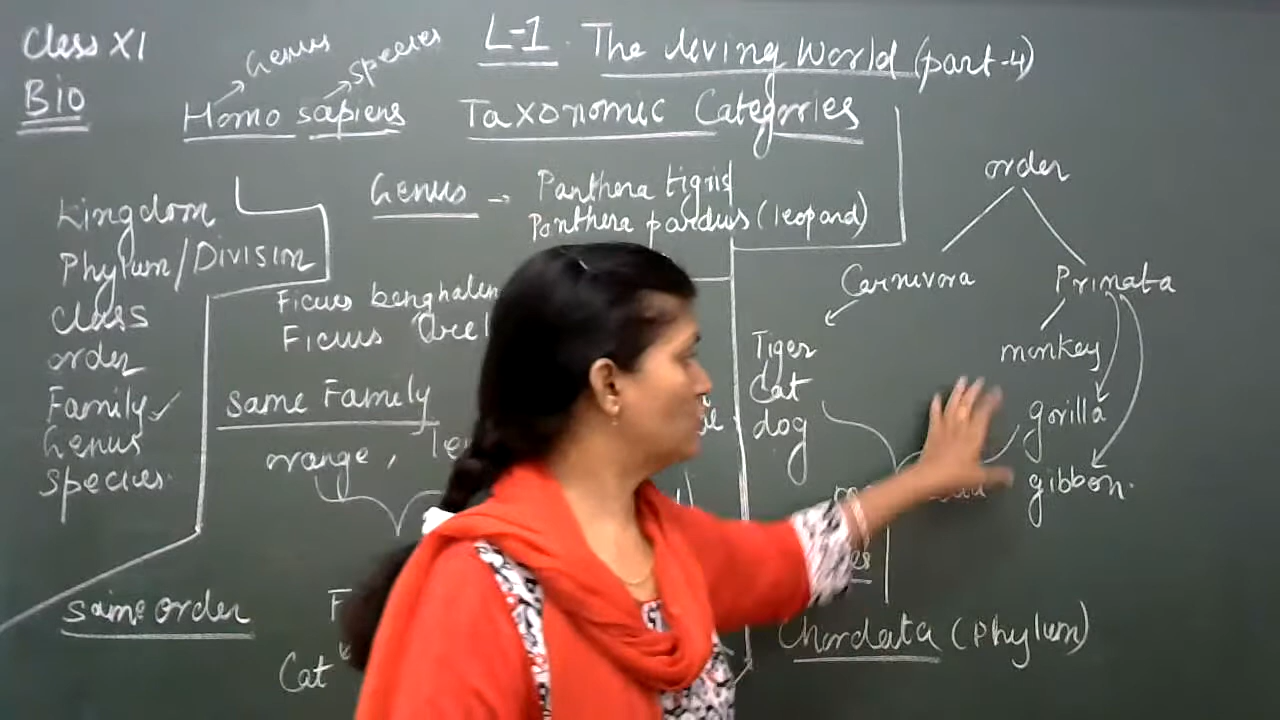 Class XI
Bio
L-1. The living World (part-4)
Genus species
Homo sapiens
Taxonomic Categories
Kingdom
Phylum/Division
Class
order
Family ✓
Genus
Species
Genus - Panthera tigris
Panthera pardus (leopard)
Ficus
Ficus
same Family
orange,
same order
Cat
order
Carnivora Primata
Tiger
Cat
dog
monkey
gorilla
gibbon.
Chordata (Phylum)